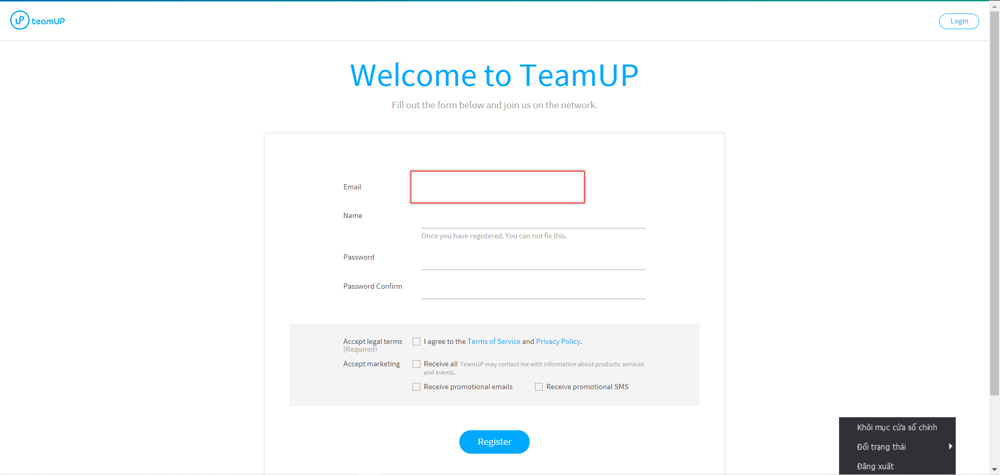 UP teamUP
Login
Welcome to TeamUP
Fill out the form below and join us on the network.
Email
Name
Once you have registered, You can not fix this.
Password
Password Confirm
Accept legal terms
(Required)
I agree to the Terms of Service and Privacy Policy.
Accept marketing
Receive all TeamUP may contact me with information about products, services
and events.
Receive promotional emails
Receive promotional SMS
Register
Khôi mục cửa sổ chính
Đổi trạng thái
Đăng xuất